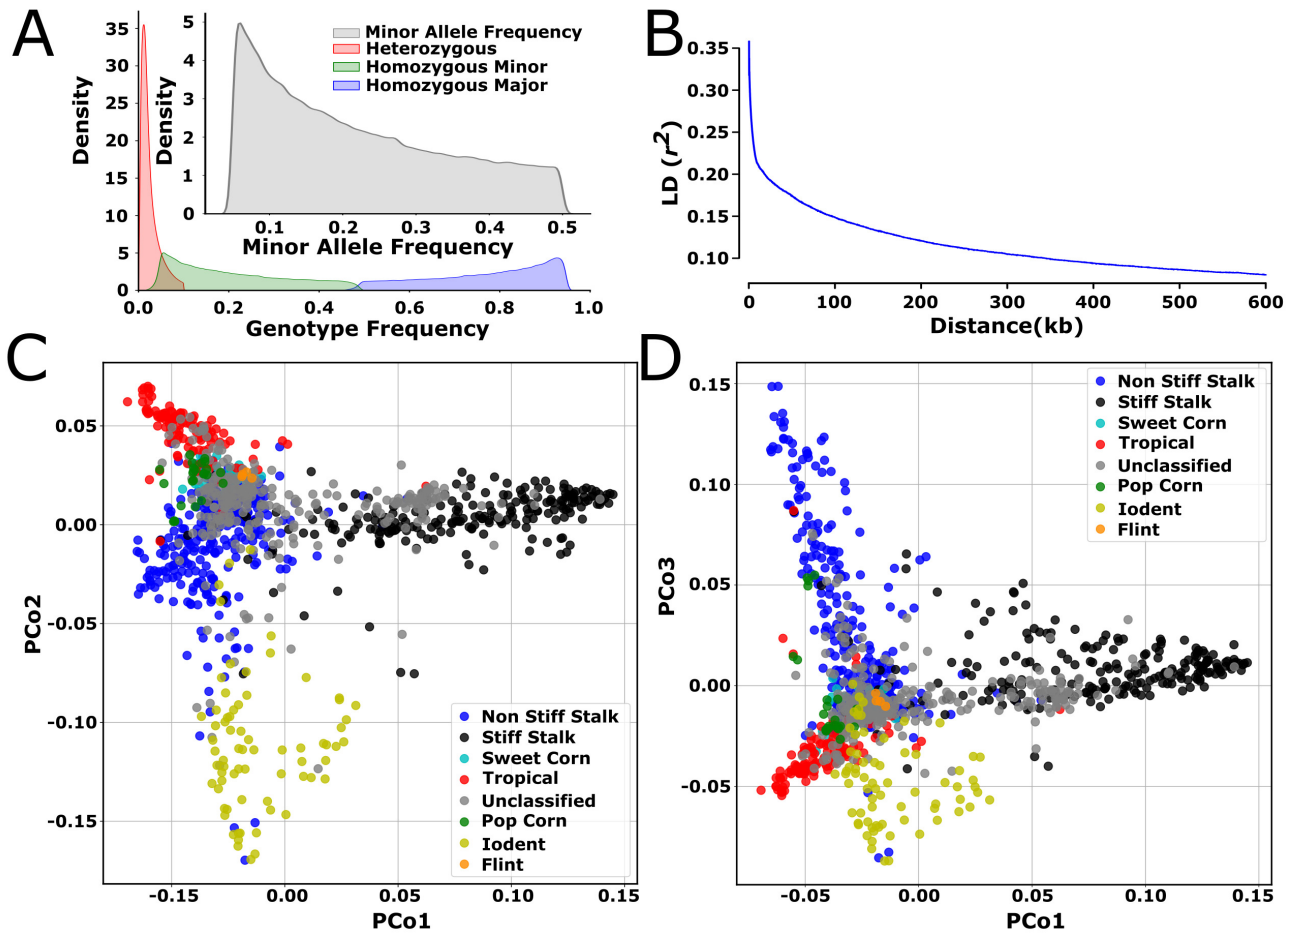 A
35
30
25
20
15
10
5
0
Density
0.0
0.2
0.4
0.6
0.8
1.0
Genotype Frequency
5
4
3
2
1
0
Density
0.1
0.2
0.3
0.4
0.5
Minor Allele Frequency
Minor Allele Frequency
Heterozygous
Homozygous Minor
Homozygous Major
B
0.35
0.30
0.25
0.20
0.15
0.10
LD (r²)
0
100
200
300
400
500
600
Distance(kb)
C
0.05
0.00
-0.05
-0.10
-0.15
PCo2
-0.15
0.00
0.05
0.10
0.15
PCo1
Non Stiff Stalk
Stiff Stalk
Sweet Corn
Tropical
Unclassified
Pop Corn
Iodent
Flint
D
0.15
0.10
0.05
0.00
-0.05
PCo3
-0.05
0.00
0.05
0.10
0.15
PCo1
Non Stiff Stalk
Stiff Stalk
Sweet Corn
Tropical
Unclassified
Pop Corn
Iodent
Flint